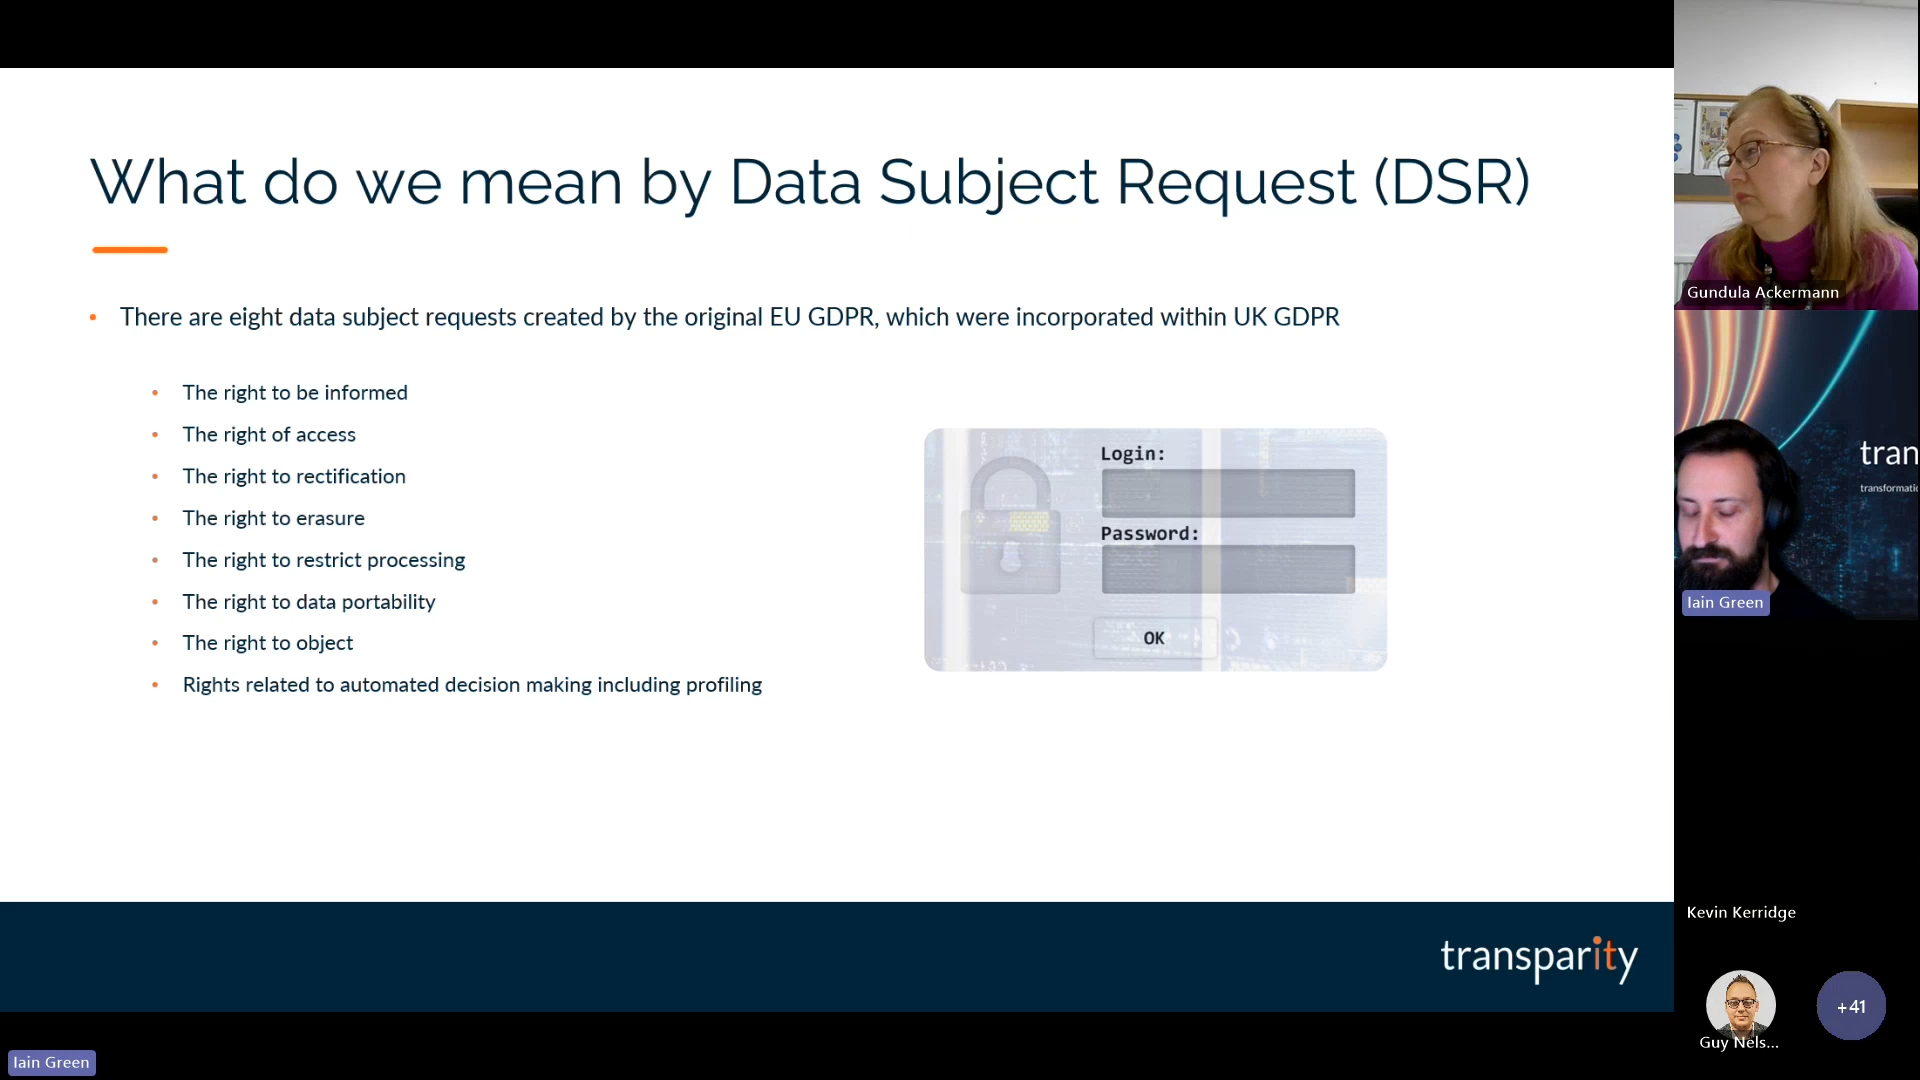 What do we mean by Data Subject Request (DSR)
• There are eight data subject requests created by the original EU GDPR, which were incorporated within UK GDPR
• The right to be informed
• The right of access
• The right to rectification
• The right to erasure
• The right to restrict processing
• The right to data portability
• The right to object
• Rights related to automated decision making including profiling
Login:
Password:
OK
transparity
Iain Green
Gundula Ackermann
tran
transformatic
Iain Green
Kevin Kerridge
Guy Nels...
+41